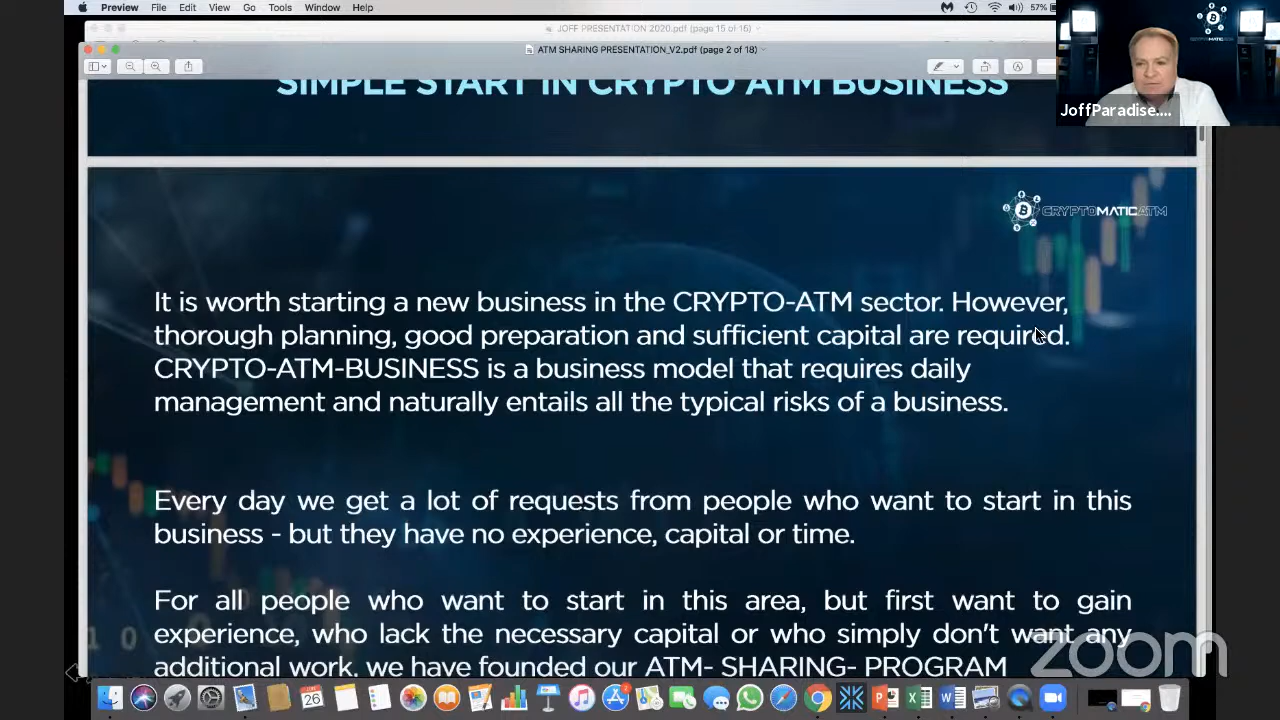 Preview File Edit View Go Tools Window Help
57%
JOFF PRESENTATION 2020.pdf (page 15 of 16)
ATM SHARING PRESENTATION_V2.pdf (page 2 of 18)
JoffParadise....
SIMPLE START IN CRYPTO ATM BUSINESS
CRYPTOMATICATM
It is worth starting a new business in the CRYPTO-ATM sector. However,
thorough planning, good preparation and sufficient capital are required.
CRYPTO-ATM-BUSINESS is a business model that requires daily
management and naturally entails all the typical risks of a business.
Every day we get a lot of requests from people who want to start in this
business - but they have no experience, capital or time.
For all people who want to start in this area, but first want to gain
experience, who lack the necessary capital or who simply don't want any
additional work, we have founded our ATM- SHARING- PROGRAM
1 0
zoom
26